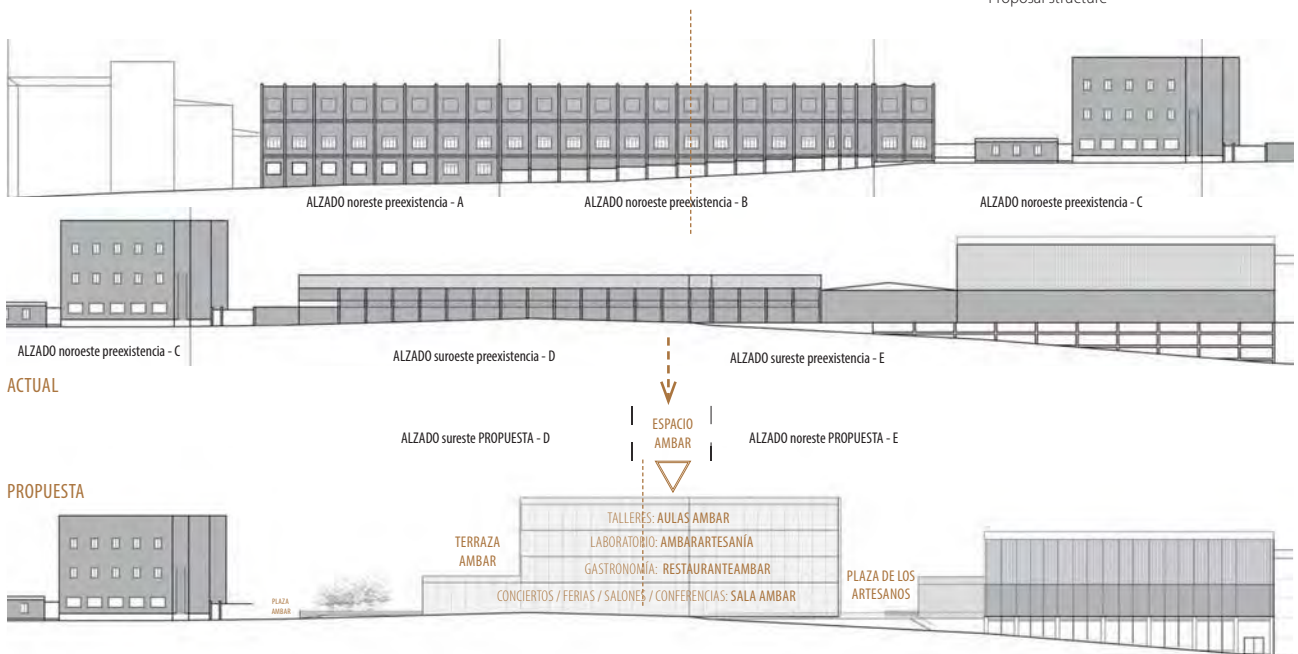 Proposal structure
ALZADO noreste preexistencia - A
ALZADO noroeste preexistencia - B
ALZADO noroeste preexistencia - C
ALZADO noroeste preexistencia - C
ALZADO suroeste preexistencia - D
ALZADO sureste preexistencia - E
ACTUAL
ALZADO sureste PROPUESTA - D
ESPACIO
AMBAR
ALZADO noreste PROPUESTA - E
PROPUESTA
TALLERES: AULAS AMBAR
LABORATORIO: AMBARARTESANÍA
GASTRONOMÍA: RESTAURANTEAMBAR
CONCIERTOS / FERIAS / SALONES / CONFERENCIAS: SALA AMBAR
TERRAZA
AMBAR
PLAZA
AMBAR
PLAZA DE LOS
ARTESANOS